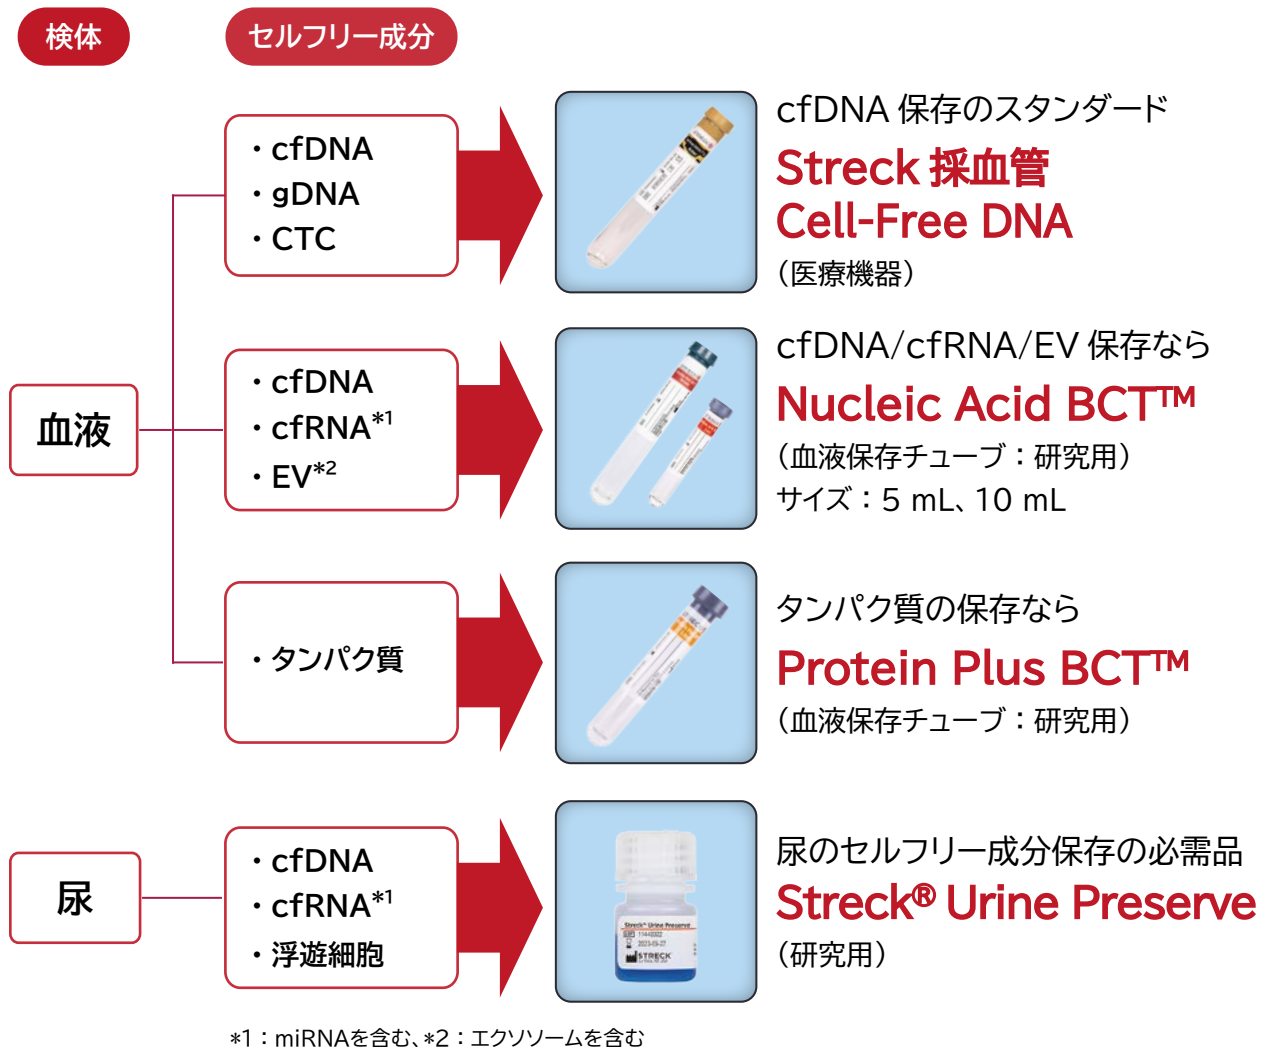 検体
セルフリー成分
・cfDNA
・gDNA
・CTC
cfDNA 保存のスタンダード
Streck 採血管
Cell-Free DNA
（医療機器）
血液
・cfDNA
・cfRNA*1
・EV*2
cfDNA/cfRNA/EV 保存なら
Nucleic Acid BCT™
（血液保存チューブ：研究用）
サイズ：5 mL、10 mL
・タンパク質
タンパク質の保存なら
Protein Plus BCT™
（血液保存チューブ：研究用）
尿
・cfDNA
・cfRNA*1
・浮遊細胞
Streck® Urine Preserve
2023-09-27
STRECK
尿のセルフリー成分保存の必需品
Streck® Urine Preserve
（研究用）
*1：miRNAを含む、*2：エクソソームを含む